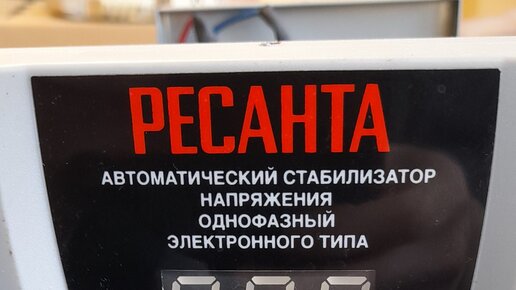 РЕСАНТА
АВТОМАТИЧЕСКИЙ СТАБИЛИЗАТОР
НАПРЯЖЕНИЯ
ОДНОФАЗНЫЙ
ЭЛЕКТРОННОГО ТИПА